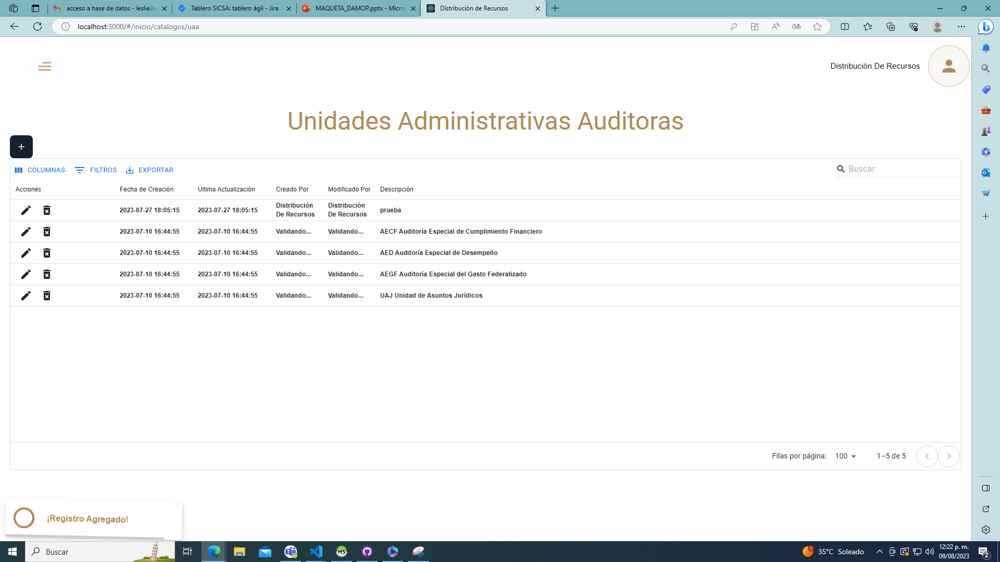 acceso a base de datos - leslie.lu
Tablero SICSA: tablero ágil - Jira
MAQUETA_DAMOP.pptx - Micros
Distribución de Recursos
localhost:3000/#/inicio/catalogos/uaa
Distribución De Recursos
Unidades Administrativas Auditoras
COLUMNAS FILTROS EXPORTAR Buscar
Acciones Fecha de Creación Ultima Actualización Creado Por Modificado Por Descripción
2023-07-27 18:05:15 2023-07-27 18:05:15 Distribución De Recursos Distribución De Recursos prueba
2023-07-10 16:44:55 2023-07-10 16:44:55 Validando... Validando... AECF Auditoría Especial de Cumplimiento Financiero
2023-07-10 16:44:55 2023-07-10 16:44:55 Validando... Validando... AED Auditoría Especial de Desempeño
2023-07-10 16:44:55 2023-07-10 16:44:55 Validando... Validando... AEGF Auditoría Especial del Gasto Federalizado
2023-07-10 16:44:55 2023-07-10 16:44:55 Validando... Validando... UAJ Unidad de Asuntos Jurídicos
Filas por página: 100 1–5 de 5
¡Registro Agregado!
Buscar
HS
1 35°C Soleado
12:22 p. m.
09/08/2023
2